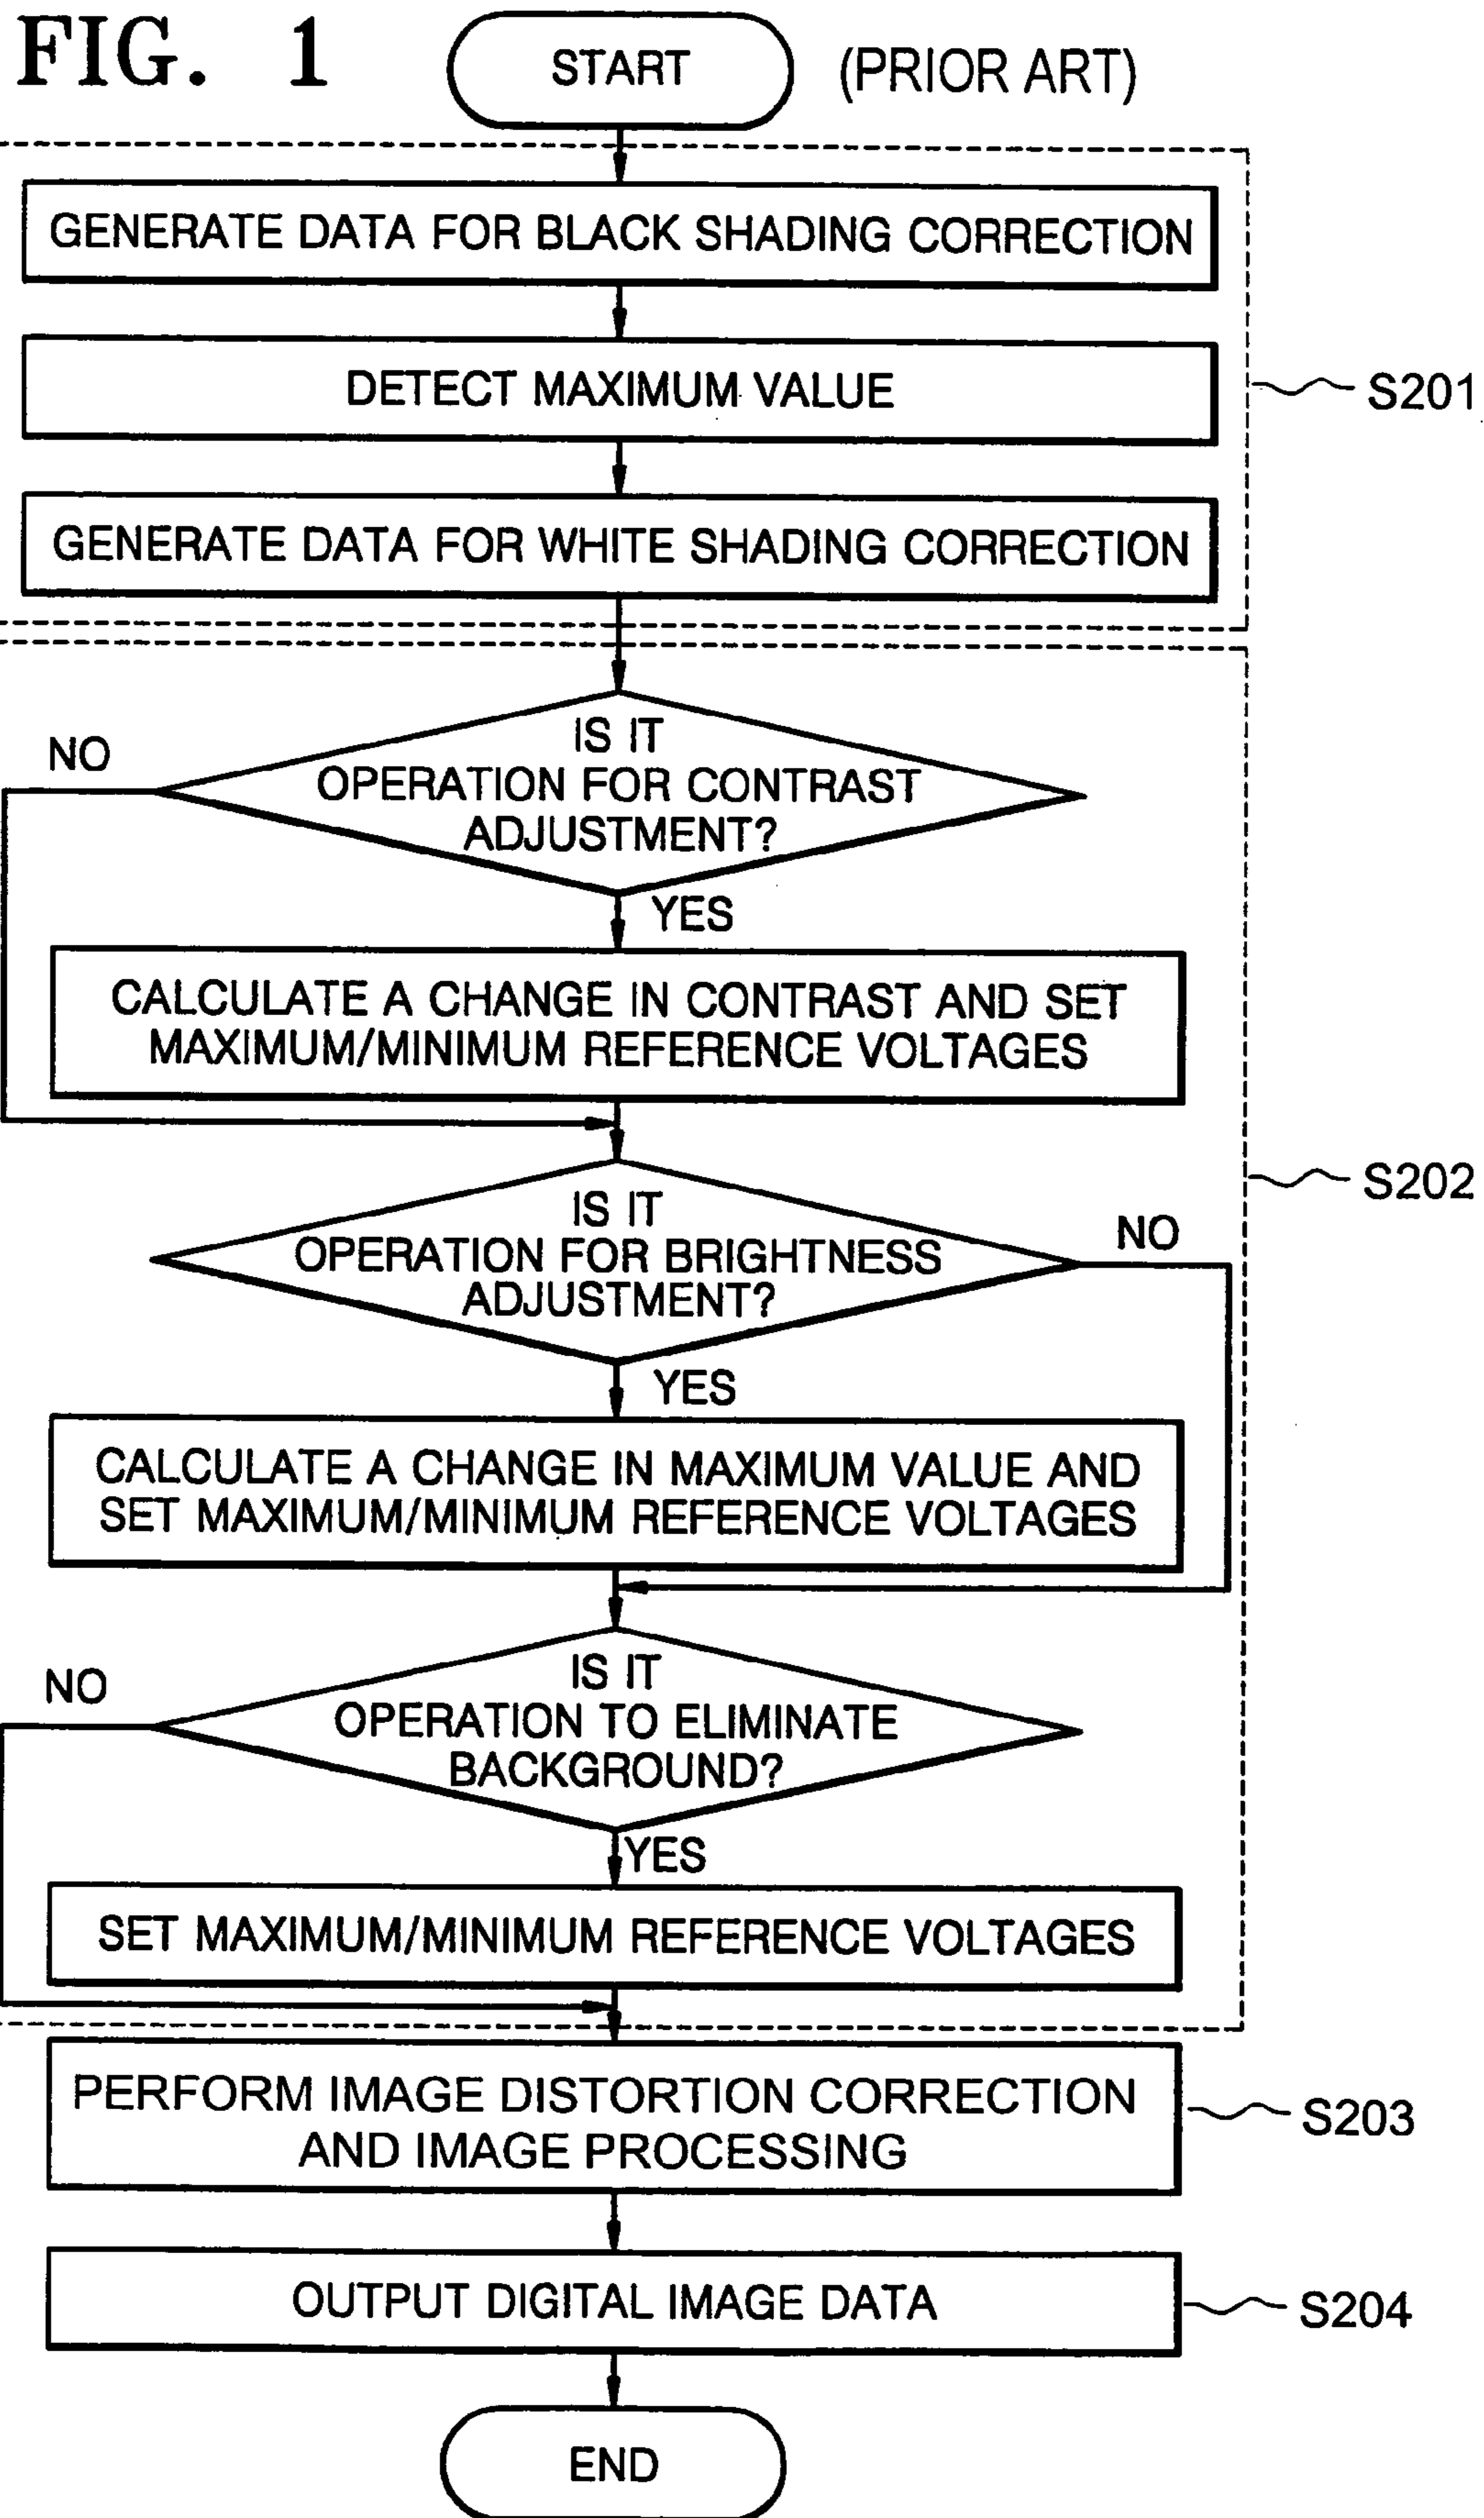 FIG. 1
START
(PRIOR ART)
GENERATE DATA FOR BLACK SHADING CORRECTION
DETECT MAXIMUM VALUE
S201
GENERATE DATA FOR WHITE SHADING CORRECTION
IS IT
OPERATION FOR CONTRAST
ADJUSTMENT?
NO
YES
CALCULATE A CHANGE IN CONTRAST AND SET
MAXIMUM/MINIMUM REFERENCE VOLTAGES
S202
IS IT
OPERATION FOR BRIGHTNESS
ADJUSTMENT?
NO
YES
CALCULATE A CHANGE IN MAXIMUM VALUE AND
SET MAXIMUM/MINIMUM REFERENCE VOLTAGES
IS IT
OPERATION TO ELIMINATE
BACKGROUND?
NO
YES
SET MAXIMUM/MINIMUM REFERENCE VOLTAGES
PERFORM IMAGE DISTORTION CORRECTION
AND IMAGE PROCESSING
S203
OUTPUT DIGITAL IMAGE DATA
S204
END